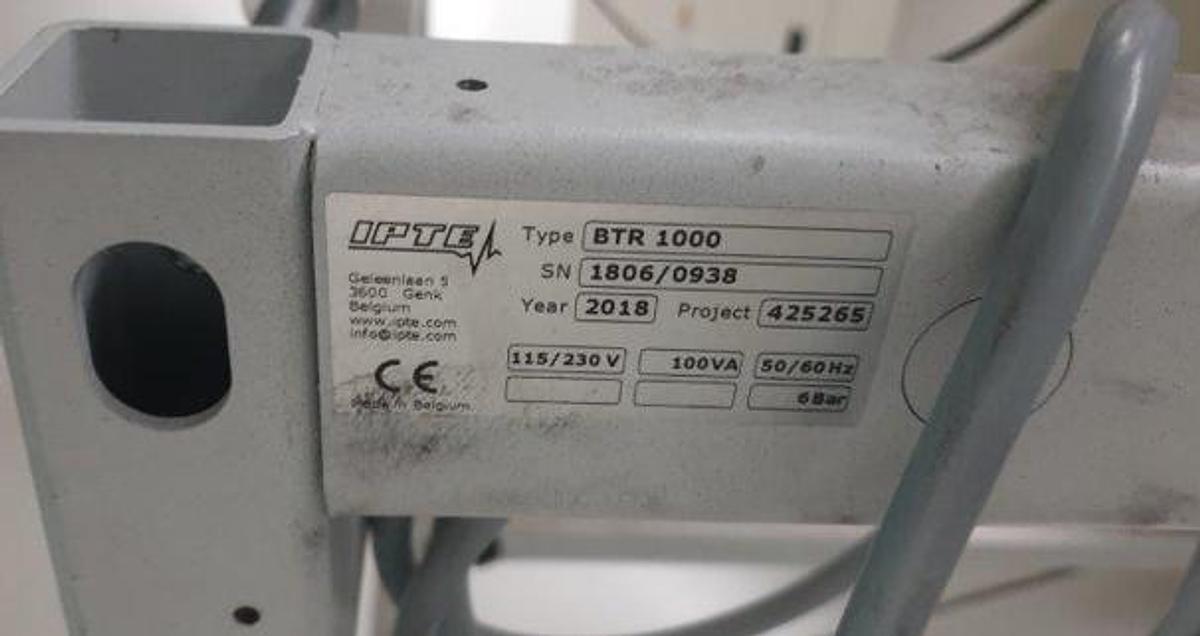 IPTE
Geleenlaan 5
3600 Genk
Belgium
www.ipte.com
info@ipte.com
CE
Made in Belgium
Type BTR 1000
SN 1806/0938
Year 2018 Project 425265
115/230 V 100VA 50/60Hz
6Bar